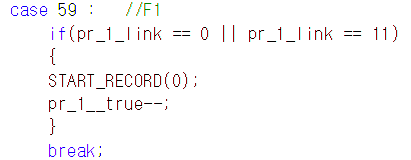 case 59 :   //F1
if(pr_1_link == 0 || pr_1_link == 11)
{
START_RECORD(0);
pr_1__true--;
}
break;